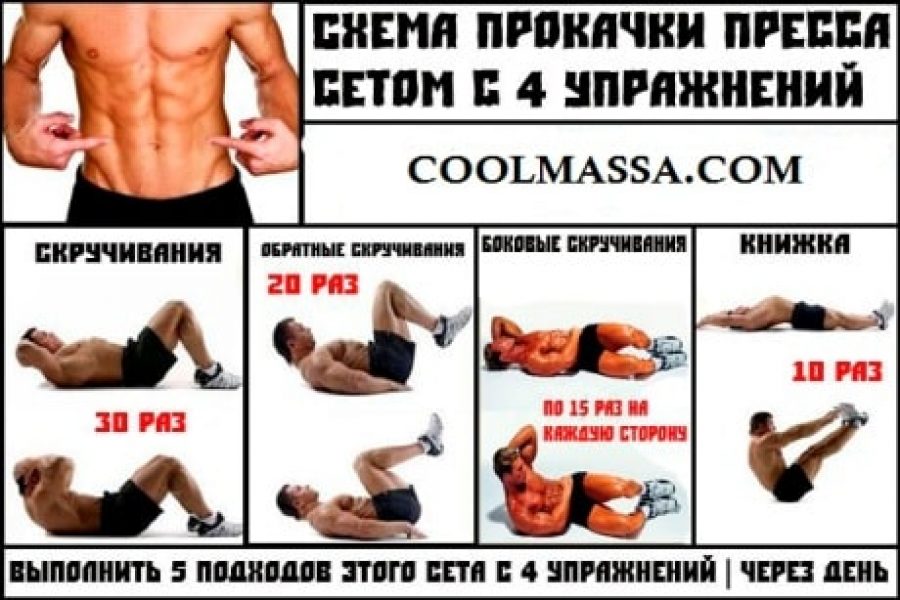 СХЕМА ПРОКАЧКИ ПРЕССА
СЕТОМ С 4 УПРАЖНЕНИЙ
COOLMASSA.COM
СКРУЧИВАНИЯ
30 РАЗ
ОБРАТНЫЕ СКРУЧИВАНИЯ
20 РАЗ
БОКОВЫЕ СКРУЧИВАНИЯ
ПО 15 РАЗ НА
КАЖДУЮ СТОРОНУ
КНИЖКА
10 РАЗ
ВЫПОЛНИТЬ 5 ПОДХОДОВ ЭТОГО СЕТА С 4 УПРАЖНЕНИЙ | ЧЕРЕЗ ДЕНЬ